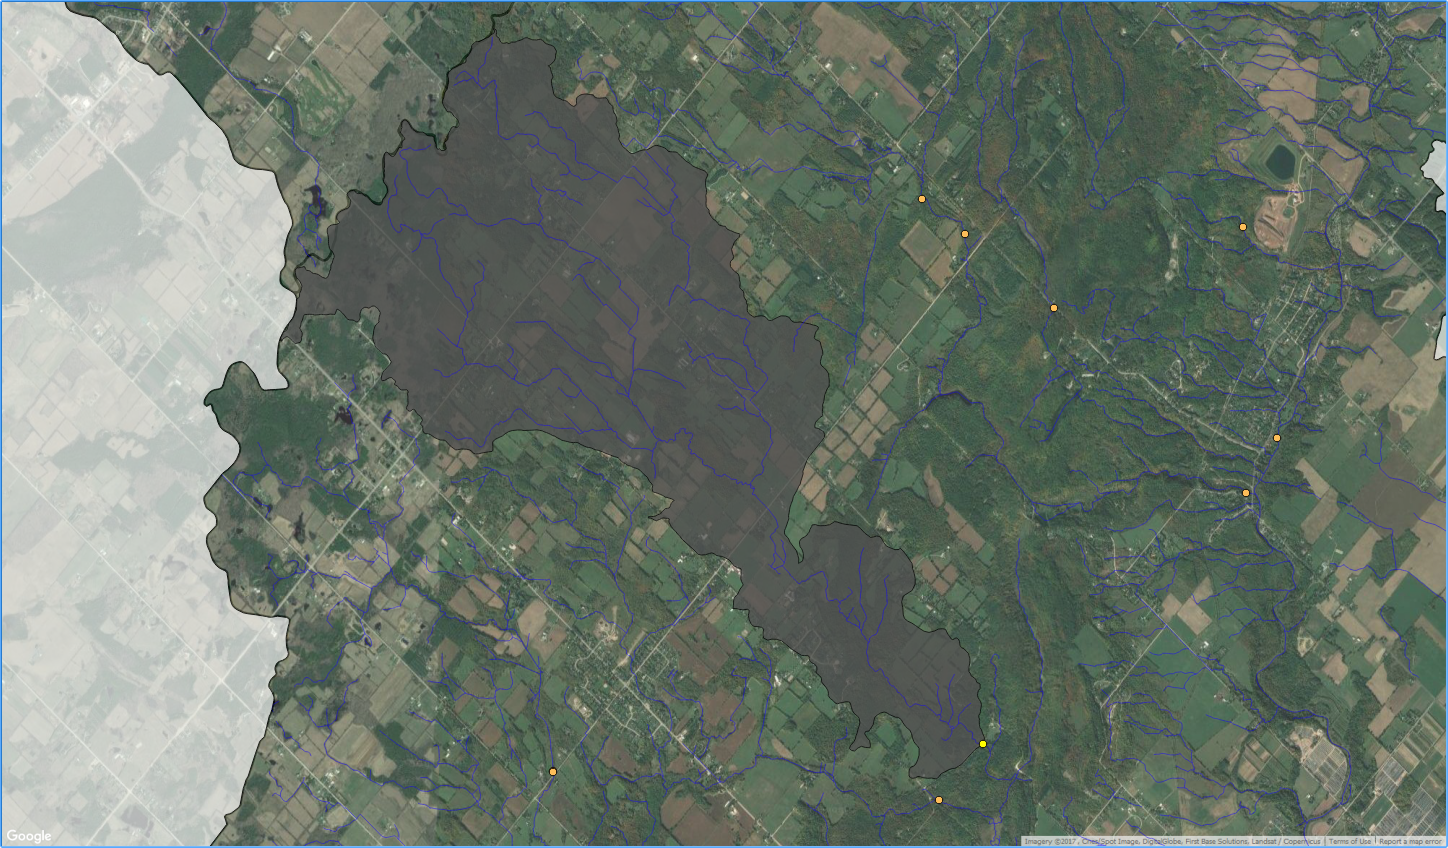 Google
Imagery ©2017 , Cnes/Spot Image, DigitalGlobe, First Base Solutions, Landsat / Copernicus | Terms of Use | Report a map error